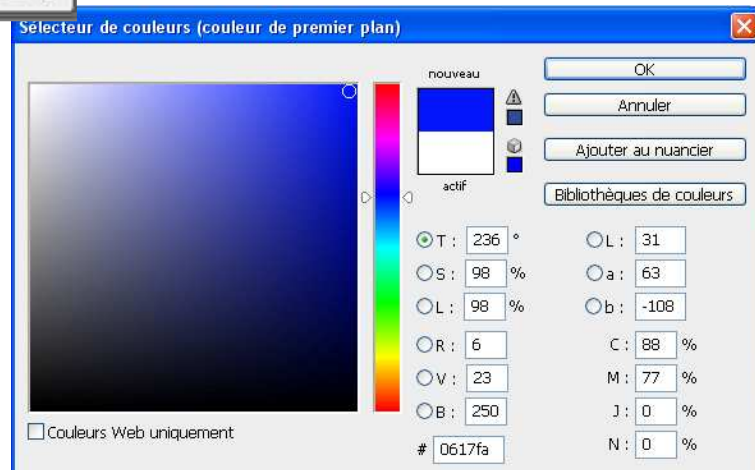 Sélecteur de couleurs (couleur de premier plan)
nouveau
actif
OK
Annuler
Ajouter au nuancier
Bibliothèques de couleurs
T : 236 °
S : 98 %
L : 98 %
R : 6
V : 23
B : 250
# 0617fa
L : 31
a : 63
b : -108
C : 88 %
M : 77 %
J : 0 %
N : 0 %
Couleurs Web uniquement